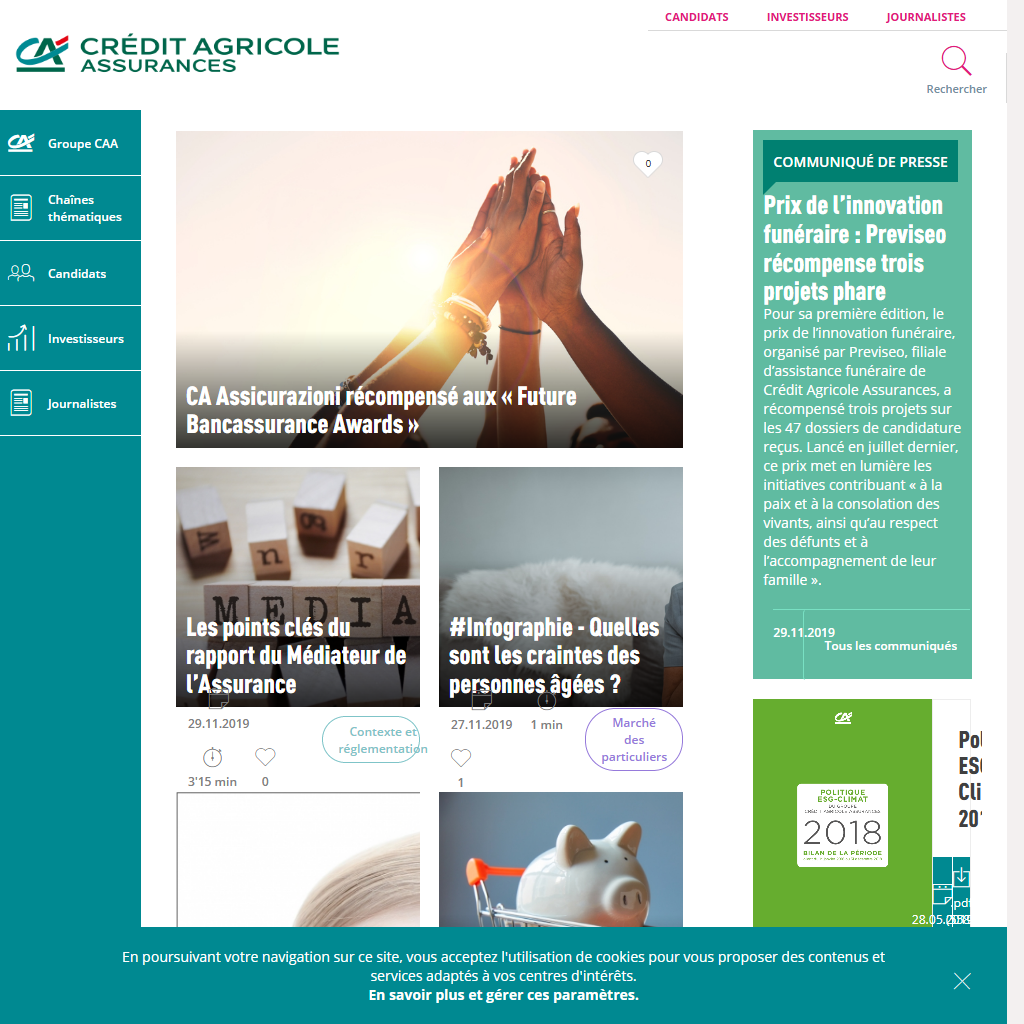 CANDIDATS
INVESTISSEURS
JOURNALISTES
CRÉDIT AGRICOLE
ASSURANCES
Rechercher
Groupe CAA
Chaînes
thématiques
Candidats
Investisseurs
Journalistes
0
CA Assicurazioni récompensé aux « Future
Bancassurance Awards »
COMMUNIQUÉ DE PRESSE
Prix de l'innovation
funéraire : Previseo
récompense trois
projets phare
Pour sa première édition, le
prix de l'innovation funéraire,
organisé par Previseo, filiale
d'assistance funéraire de
Crédit Agricole Assurances, a
récompensé trois projets sur
les 47 dossiers de candidature
reçus. Lancé en juillet dernier,
ce prix met en lumière les
initiatives contribuant « à la
paix et à la consolation des
vivants, ainsi qu'au respect
des défunts et à
l'accompagnement de leur
famille ».
29.11.2019
Tous les communiqués
MEDIA
Les points clés du
rapport du Médiateur de
l'Assurance
29.11.2019
Contexte et
réglementation
3'15 min
0
#Infographie - Quelles
sont les craintes des
personnes âgées ?
27.11.2019
1 min
Marché
des
particuliers
1
POLITIQUE
ESG-CLIMAT
DU GROUPE
CRÉDIT AGRICOLE ASSURANCES
2018
BILAN DE LA PÉRIODE
Pol
ESG
Cli
201
.pdf
28.05.
En poursuivant votre navigation sur ce site, vous acceptez l'utilisation de cookies pour vous proposer des contenus et
services adaptés à vos centres d'intérêts.
En savoir plus et gérer ces paramètres.